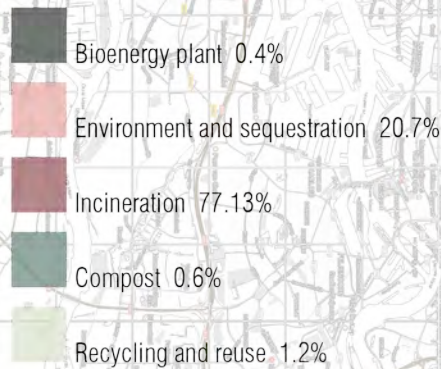 Bioenergy plant 0.4%
Environment and sequestration 20.7%
Incineration 77.13%
Compost 0.6%
Recycling and reuse 1.2%